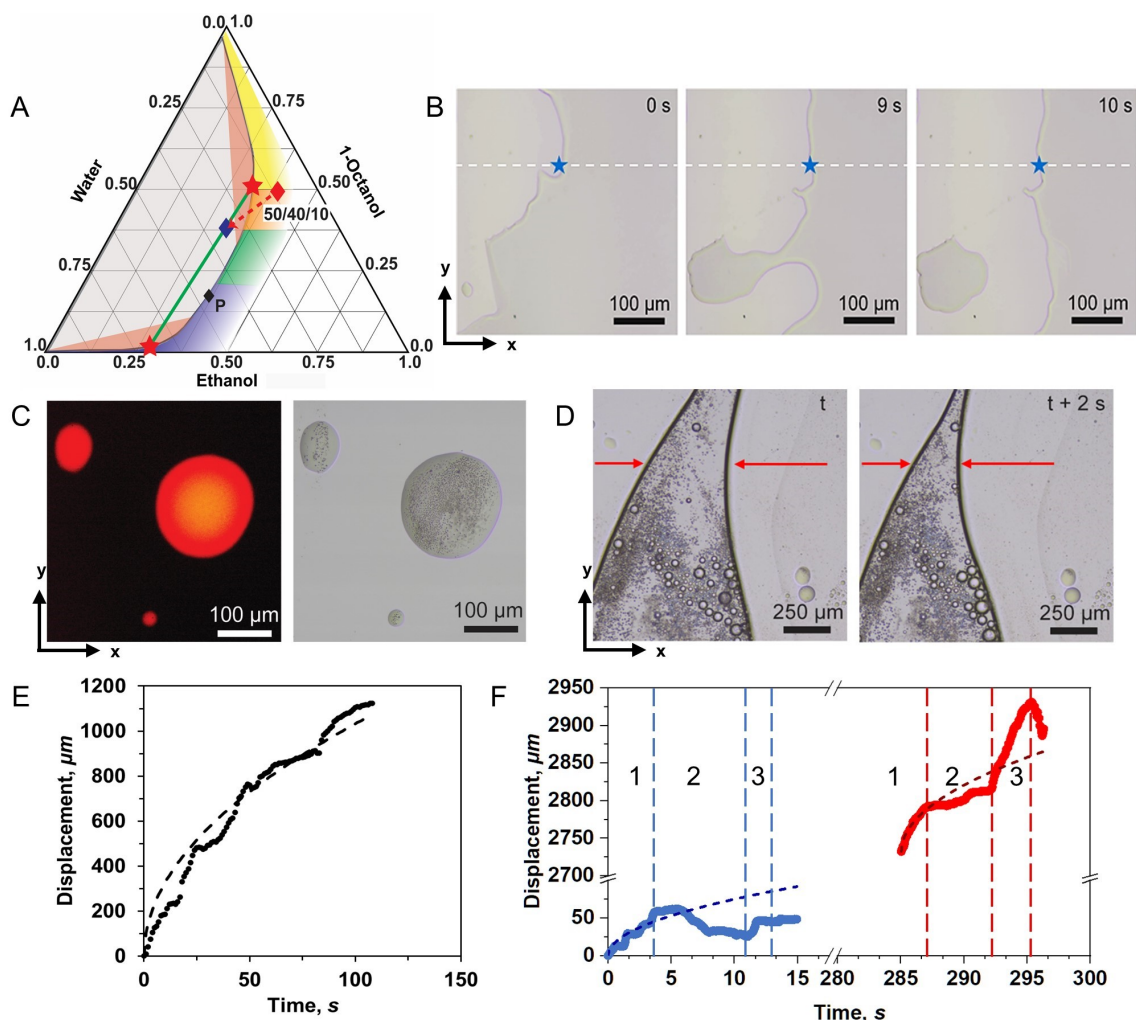 A
0.0 1.0
0.25
0.75
Water
1-Octanol
0.50
0.50
50/40/10
0.75
0.25
P
1.0
0.0
0.0
0.25
0.50
0.75
1.0
Ethanol
B
0 s
9 s
10 s
y
x
100 µm
100 µm
100 µm
C
y
x
100 µm
100 µm
D
t
t + 2 s
y
x
250 µm
250 µm
E
Displacement, µm
1200
1000
800
600
400
200
0
0
50
100
150
Time, s
F
Displacement, µm
2950
2900
2850
2800
2750
2700
50
0
1
2
3
1
2
3
0
5
10
15
280
280
285
290
295
300
Time, s